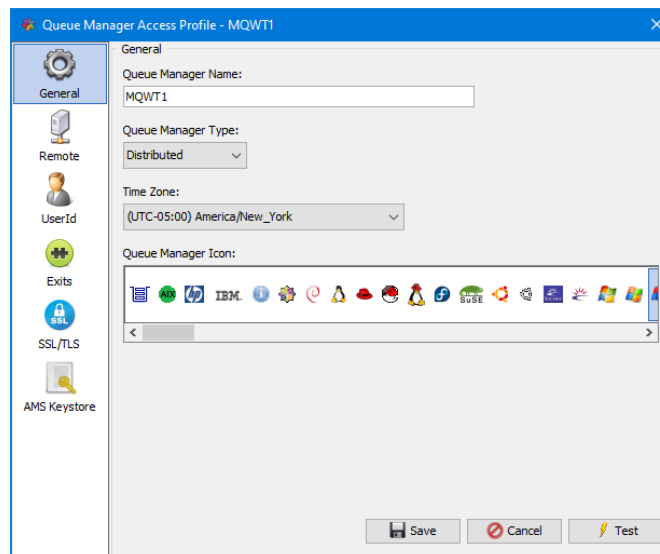 Queue Manager Access Profile - MQWT1
General
Remote
UserId
Exits
SSL
SSL/TLS
AMS Keystore
General
Queue Manager Name:
MQWT1
Queue Manager Type:
Distributed
Time Zone:
(UTC-05:00) America/New_York
Queue Manager Icon:
AIX hp IBM. SuSE
Save Cancel Test